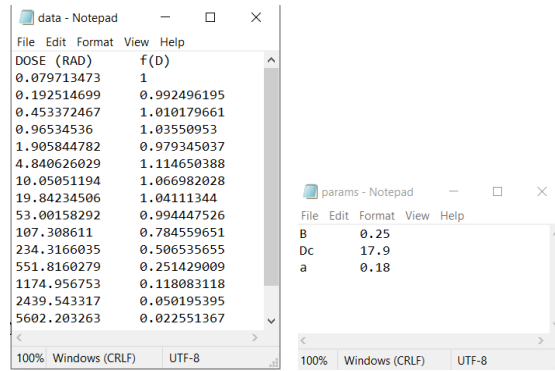 data - Notepad
File Edit Format View Help
DOSE (RAD) f(D)
0.079713473 1
0.192514699 0.992496195
0.453372467 1.010179661
0.96534536 1.03550953
1.905844782 0.979345037
4.840626029 1.114650388
10.05051194 1.066982028
19.84234506 1.04111344
53.00158292 0.994447526
107.308611 0.784559651
234.3166035 0.506535655
551.8160279 0.251429009
1174.956753 0.118083118
2439.543317 0.050195395
5602.203263 0.022551367
100% Windows (CRLF) UTF-8
params - Notepad
File Edit Format View Help
B 0.25
Dc 17.9
a 0.18
100% Windows (CRLF) UTF-8